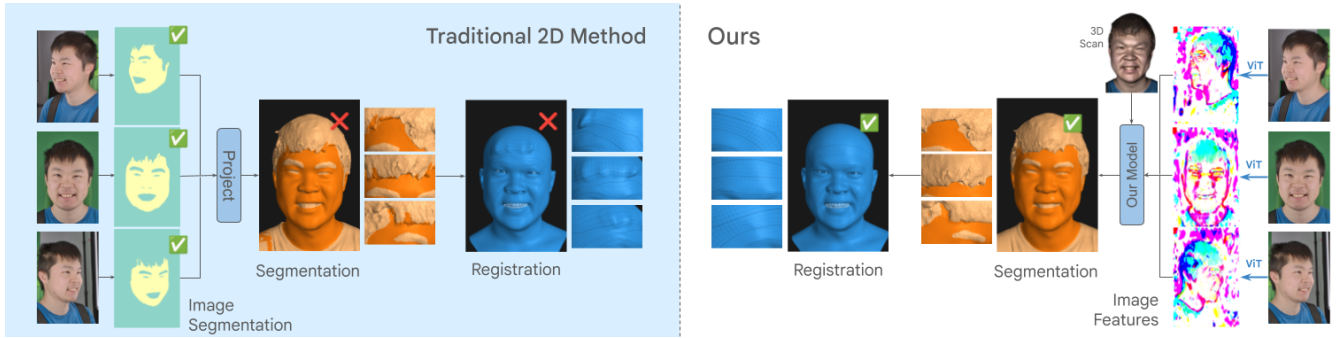 Traditional 2D Method
Project
Segmentation
Registration
Image
Segmentation
Ours
3D
Scan
ViT
ViT
ViT
Our Model
Registration
Segmentation
Image
Features